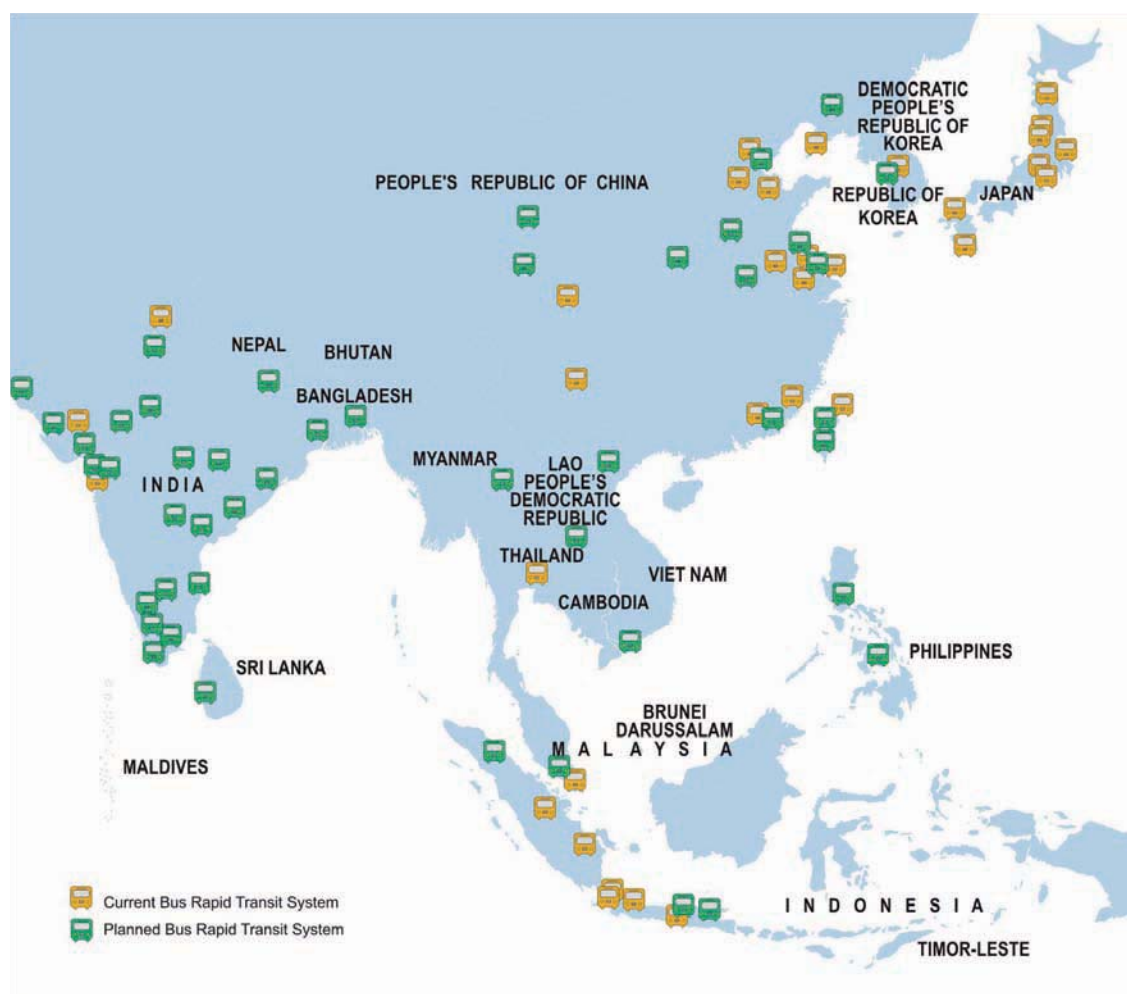 DEMOCRATIC
PEOPLE'S
REPUBLIC OF
KOREA
PEOPLE'S REPUBLIC OF CHINA
REPUBLIC OF
KOREA
JAPAN
NEPAL
BHUTAN
BANGLADESH
MYANMAR
LAO
PEOPLE'S
DEMOCRATIC
REPUBLIC
INDIA
THAILAND
VIET NAM
CAMBODIA
PHILIPPINES
SRI LANKA
BRUNEI
DARUSSALAM
MALAYSIA
MALDIVES
Current Bus Rapid Transit System
Planned Bus Rapid Transit System
INDONESIA
TIMOR-LESTE